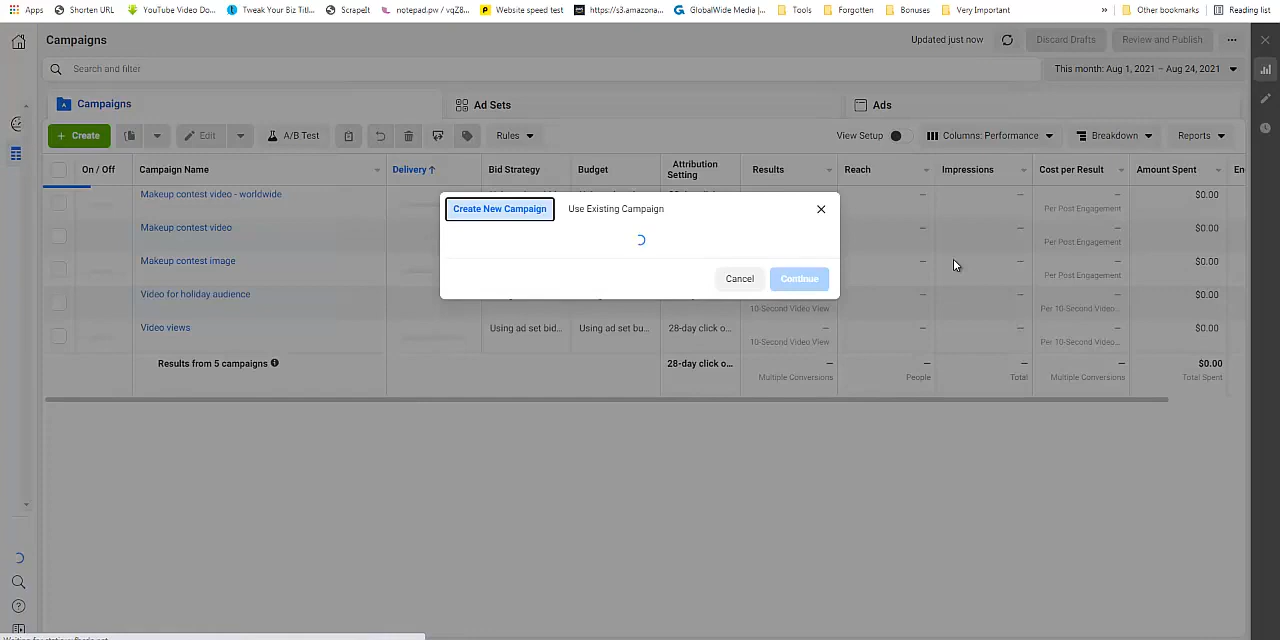 Apps Shorten URL YouTube Video Do... Tweak Your Biz Titl... ScrapeIt notepad.pw / vqZ8... Website speed test https://s3.amazona... GlobalWide Media |... Tools Forgotten Bonuses Very Important » Other bookmarks Reading list
Campaigns Updated just now Discard Drafts Review and Publish
Search and filter This month: Aug 1, 2021 – Aug 24, 2021
Campaigns Ad Sets Ads
+ Create Edit A/B Test Rules View Setup Columns: Performance Breakdown Reports
On / Off Campaign Name Delivery ↑ Bid Strategy Budget Attribution Setting Results Reach Impressions Cost per Result Amount Spent En
Makeup contest video - worldwide — — — $0.00
Per Post Engagement
Create New Campaign Use Existing Campaign
Makeup contest video — — — $0.00
Per Post Engagement
Makeup contest image — — — $0.00
Per Post Engagement
Cancel Continue
Video for holiday audience — — — $0.00
10-Second Video View Per 10-Second Video...
Video views Using ad set bid... Using ad set bu... 28-day click o... — — — — $0.00
10-Second Video View Per 10-Second Video...
Results from 5 campaigns 28-day click o... — — — — $0.00
Multiple Conversions People Total Multiple Conversions Total Spent